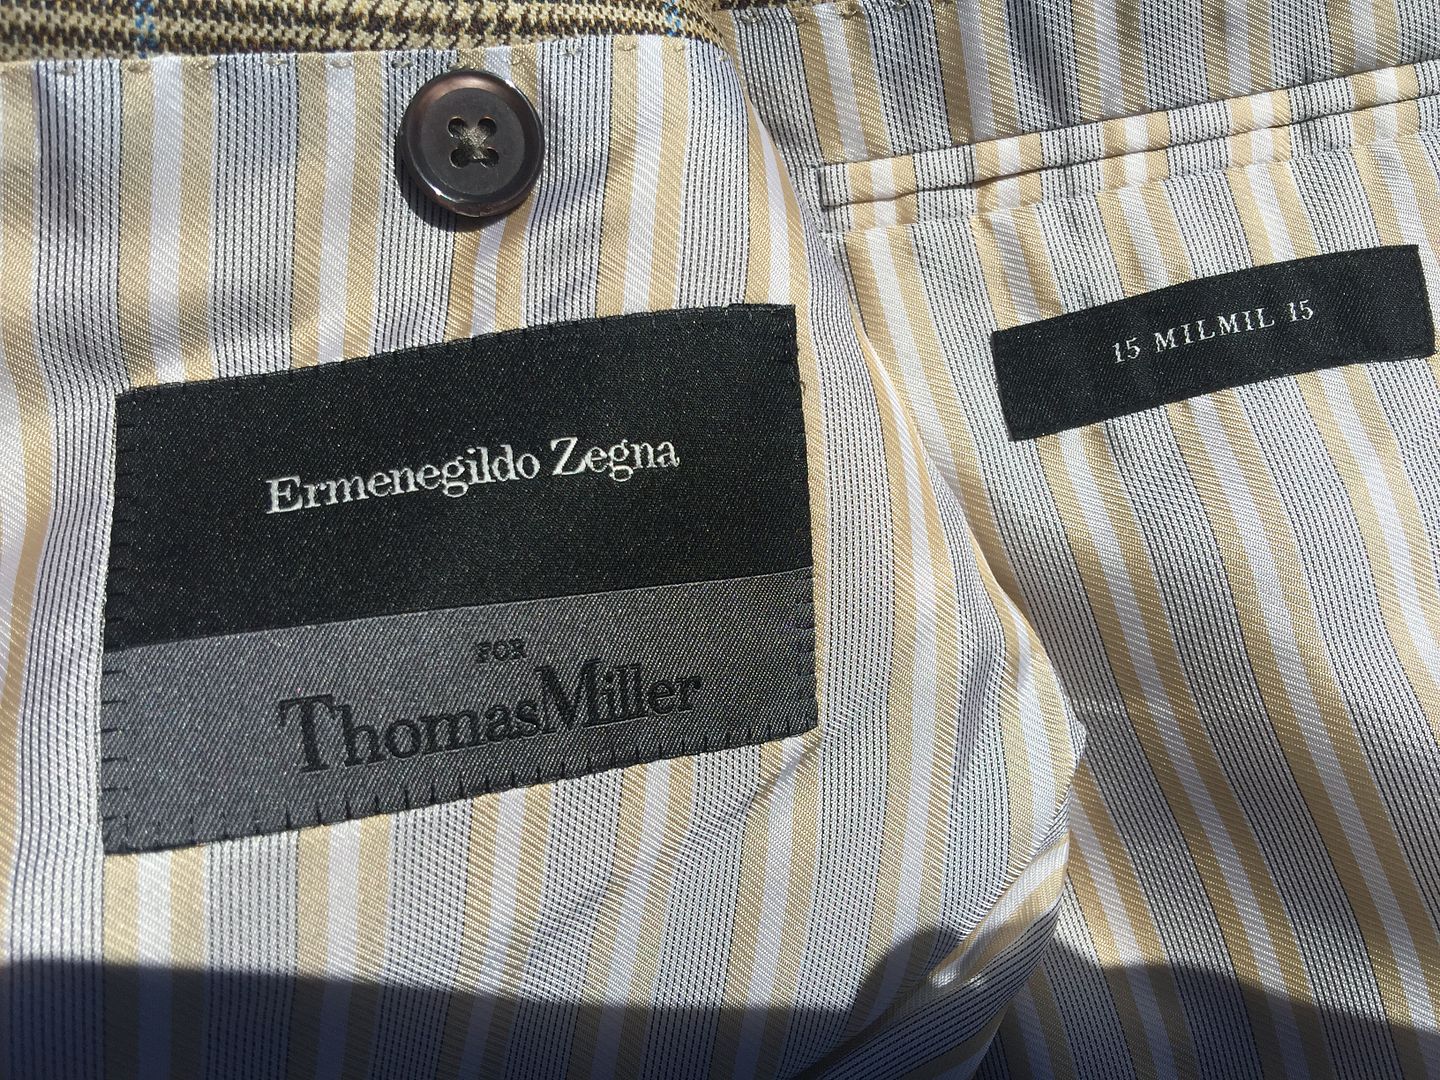 Ermenegildo Zegna
FOR
ThomasMiller
15 MILMIL 15